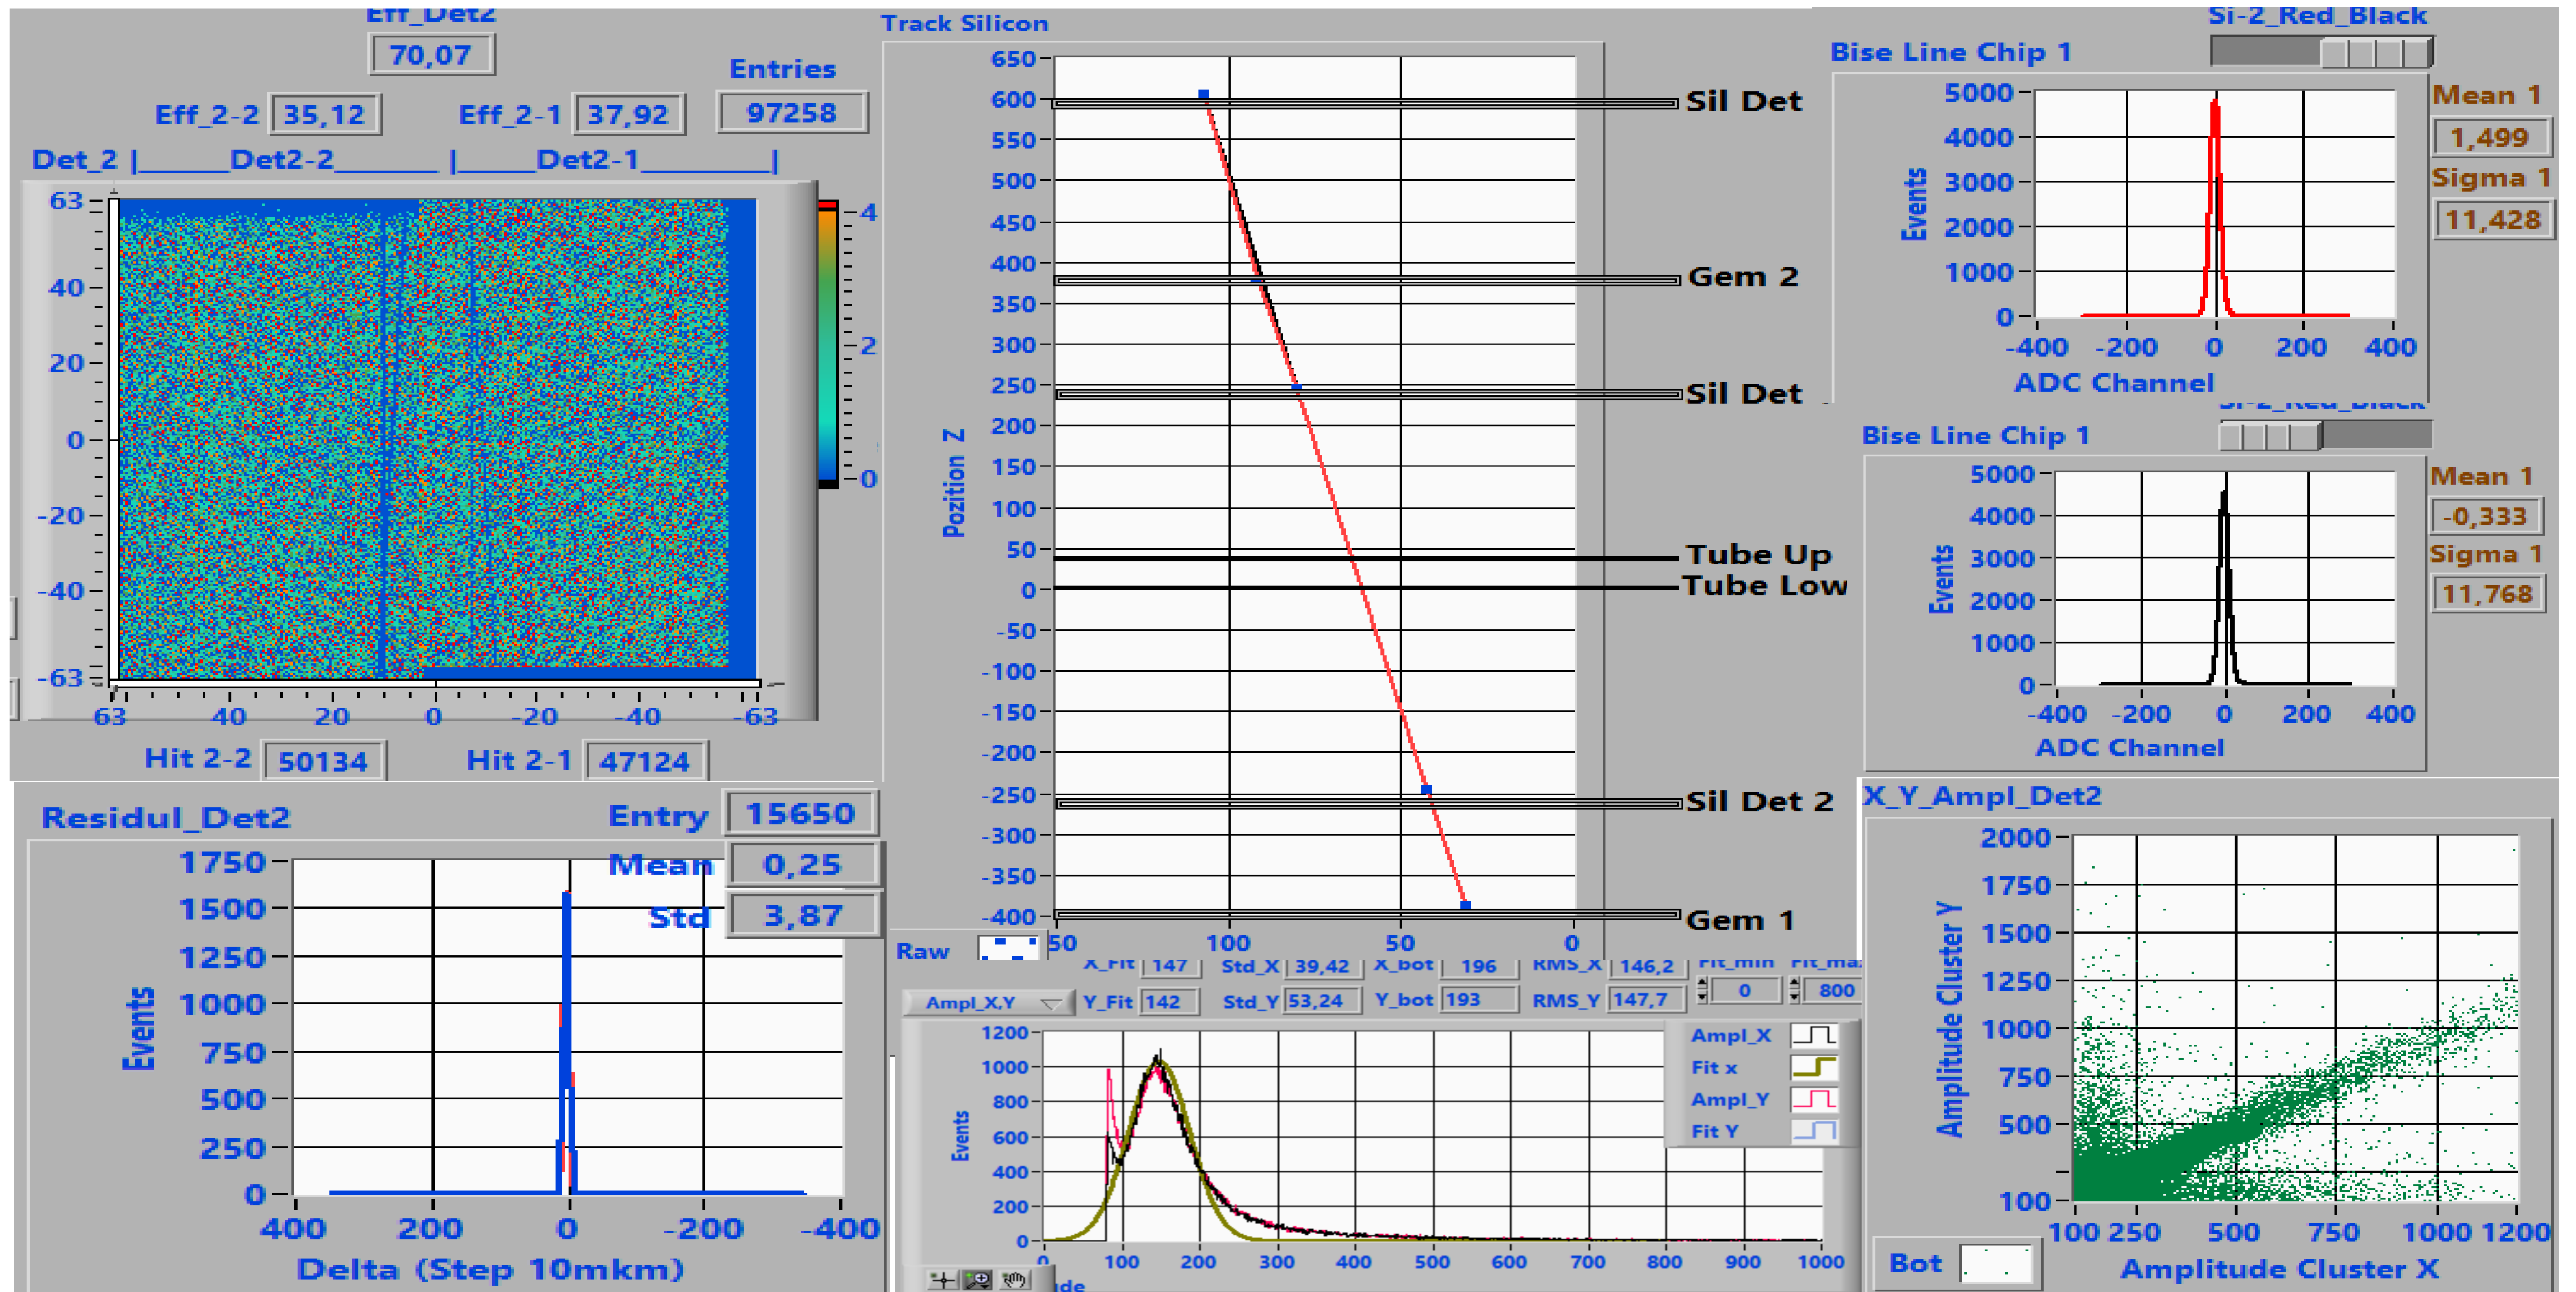 Eff_Det2
70,07
Entries
Eff_2-2 35,12 Eff_2-1 37,92 97258
Det_2 |______Det2-2_______ |_____Det2-1_________|
63
40
20
0
-20
-40
-63
4
2
0
63 40 20 0 -20 -40 -63
Hit 2-2 50134 Hit 2-1 47124
Track Silicon
650
600
550
500
450
400
350
300
250
200
150
100
50
0
-50
-100
-150
-200
-250
-300
-350
-400
Pozition Z
Sil Det
Gem 2
Sil Det
Tube Up
Tube Low
Sil Det 2
Gem 1
50 100 50 0
Si-2_Red_Black
Bise Line Chip 1
5000
4000
3000
2000
1000
0
Events
-400 -200 0 200 400
ADC Channel
Mean 1
1,499
Sigma 1
11,428
Si-2_Red_Black
Bise Line Chip 1
5000
4000
3000
2000
1000
0
Events
-400 -200 0 200 400
ADC Channel
Mean 1
-0,333
Sigma 1
11,768
Residul_Det2
Entry 15650
Mean 0,25
Std 3,87
1750
1500
1250
1000
750
500
250
0
Events
400 200 0 -200 -400
Delta (Step 10mkm)
Raw
X_Fit 147 Std_X 39,42 X_bot 196 RMS_X 146,2 Fit_min Fit_ma
Ampl_X,Y Y_Fit 142 Std_Y 53,24 Y_bot 193 RMS_Y 147,7 0 800
1200
1000
800
600
400
200
0
Events
Ampl_X
Fit x
Ampl_Y
Fit Y
0 100 200 300 400 500 600 700 800 900 1000
ude
X_Y_Ampl_Det2
2000
1750
1500
1250
1000
750
500
100
Amplitude Cluster Y
100 250 500 750 1000 1200
Bot
Amplitude Cluster X